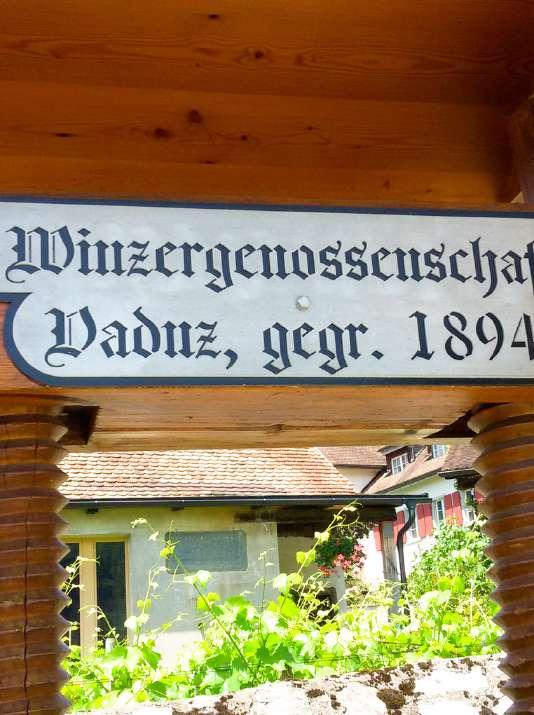 Winzergenossenschaf
Vaduz, gegr. 1894